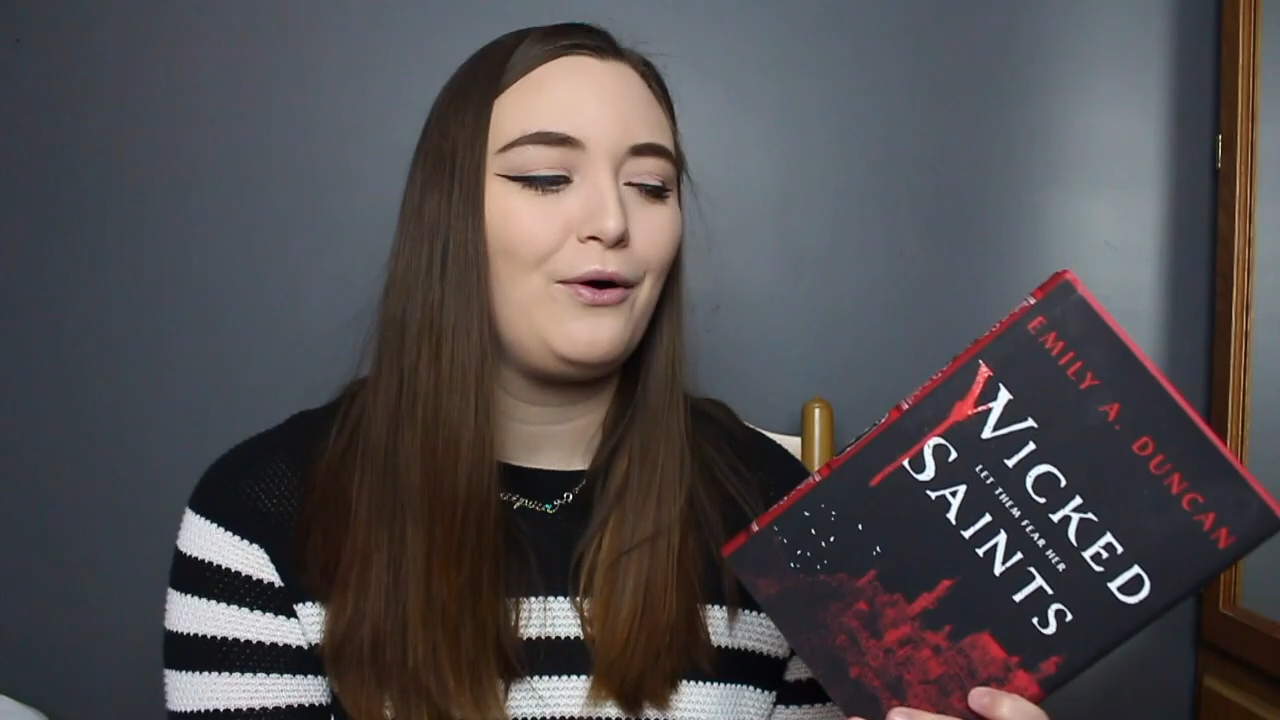 EMILY A. DUNCAN
WICKED
LET THEM FEAR HER
SAINTS